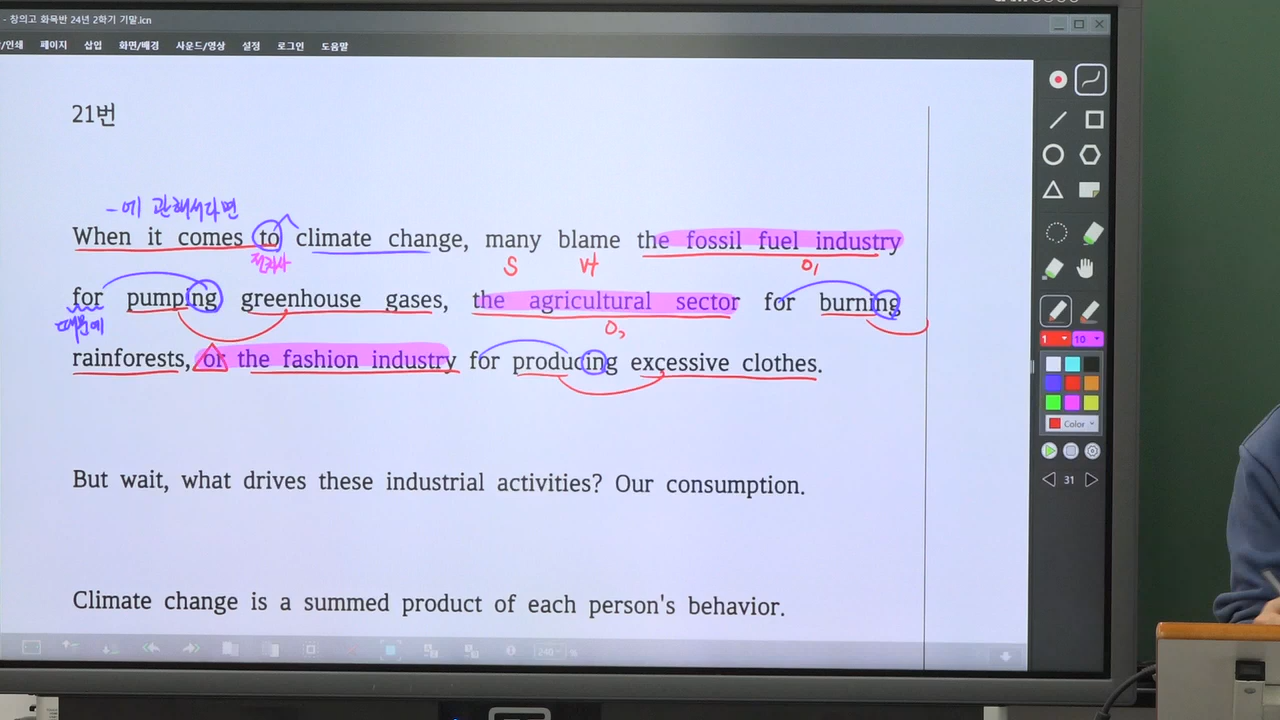 - 창의고 화목반 24년 2학기 기말.icn
/인쇄 페이지 삽입 화면/배경 사운드/영상 설정 로그인 도움말
21번
~에 관해서라면
When it comes to climate change, many blame the fossil fuel industry
전치사 S Vt O,
for pumping greenhouse gases, the agricultural sector for burning
때문에 O,
rainforests, or the fashion industry for producing excessive clothes.
But wait, what drives these industrial activities? Our consumption.
Climate change is a summed product of each person's behavior.
1 10
Color
31
240 %